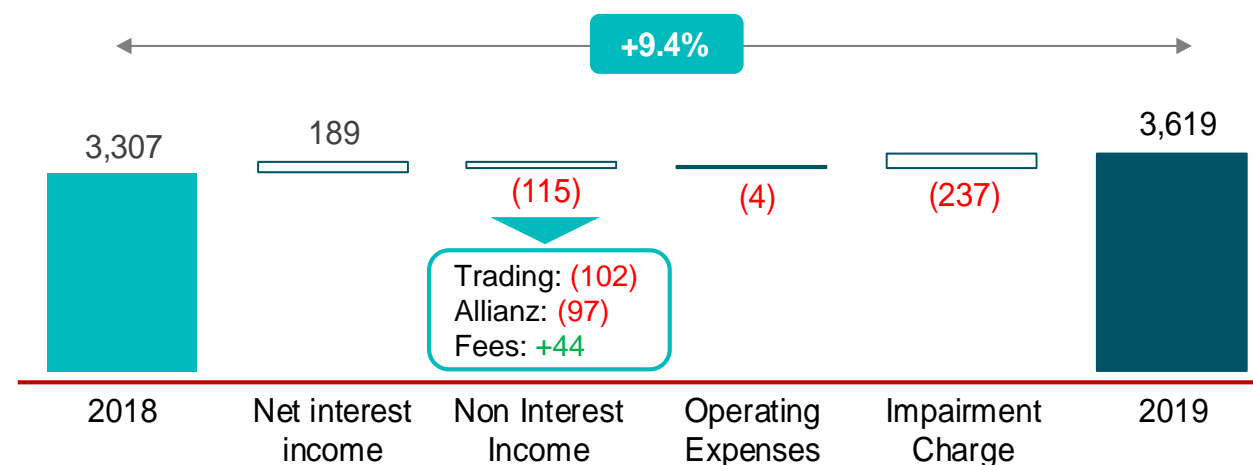 +9.4%
3,307
189
(115)
(4)
(237)
3,619
Trading: (102)
Allianz: (97)
Fees: +44
2018
Net interest
income
Non Interest
Income
Operating
Expenses
Impairment
Charge
2019